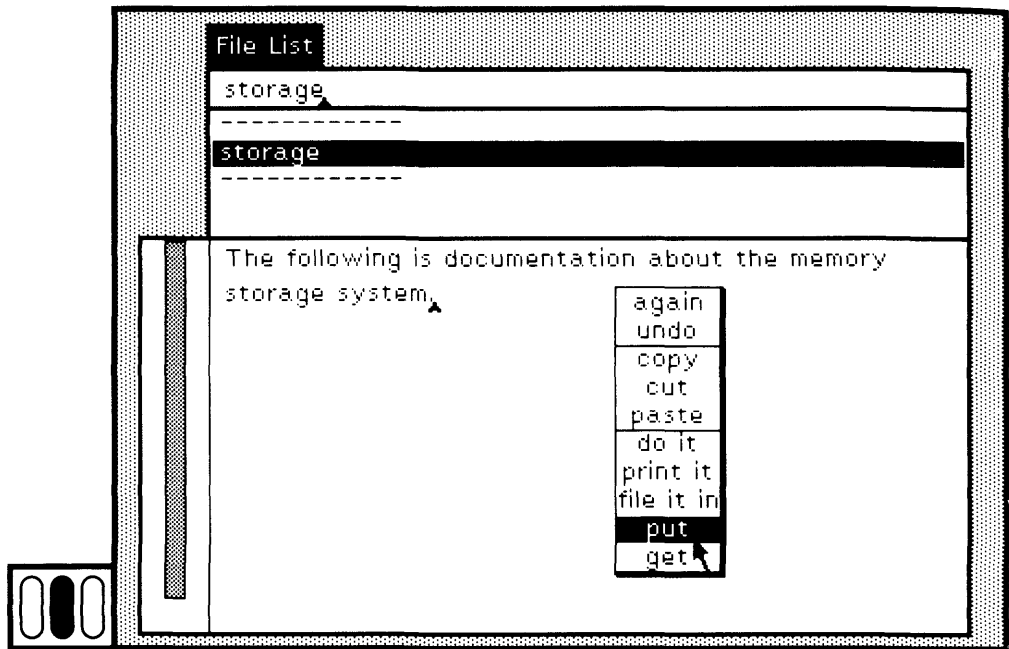 File List
storage
------------
storage
------------
The following is documentation about the memory
storage system.
again
undo
copy
cut
paste
do it
print it
file it in
put
get